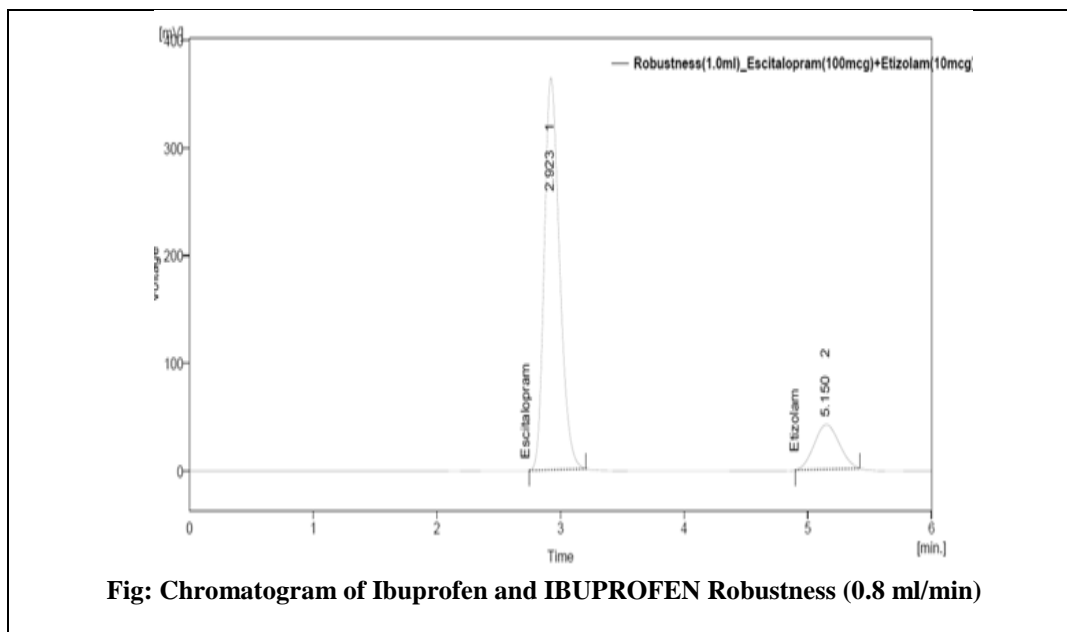 [mV]
400
300
200
100
0
Voltage
Robustness(1.0ml)_Escitalopram(100mcg)+Etizolam(10mcg)
2.923 1
Escitalopram
5.150 2
Etizolam
0 1 2 3 4 5 6
Time
[min.]
Fig: Chromatogram of Ibuprofen and IBUPROFEN Robustness (0.8 ml/min)